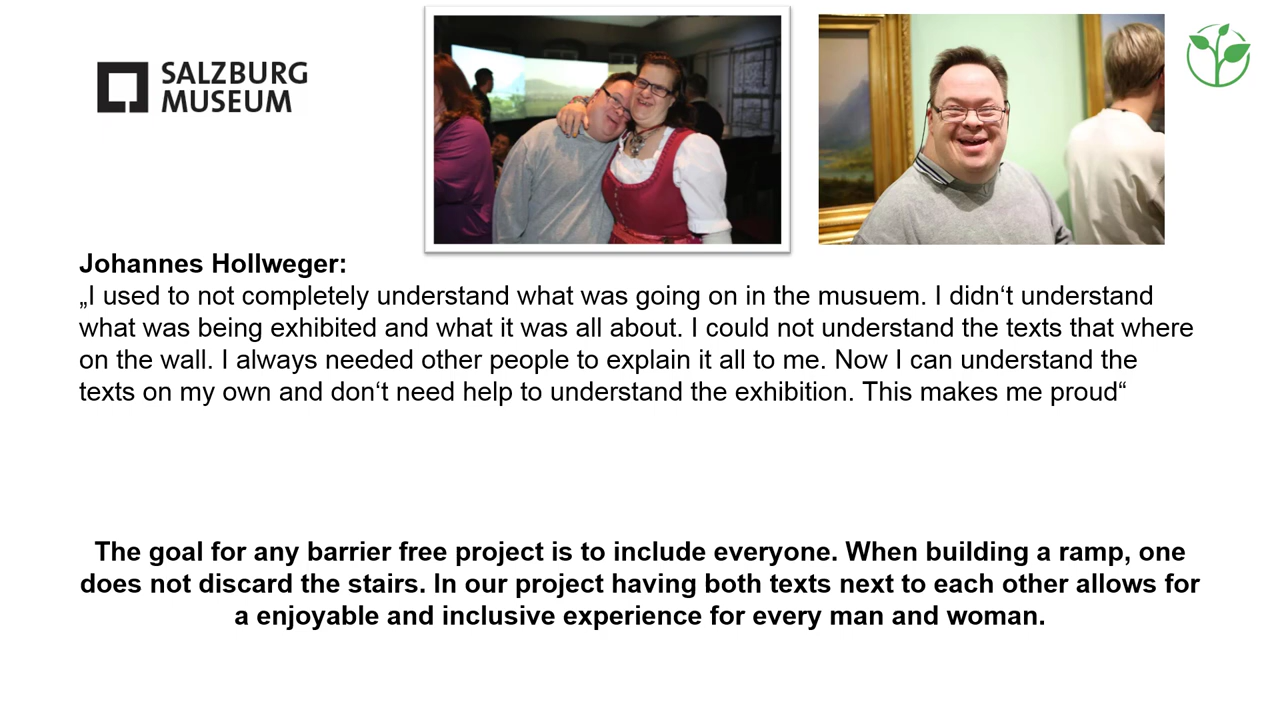 SALZBURG
MUSEUM
Johannes Hollweger:
„I used to not completely understand what was going on in the musuem. I didn‘t understand
what was being exhibited and what it was all about. I could not understand the texts that where
on the wall. I always needed other people to explain it all to me. Now I can understand the
texts on my own and don‘t need help to understand the exhibition. This makes me proud“
The goal for any barrier free project is to include everyone. When building a ramp, one
does not discard the stairs. In our project having both texts next to each other allows for
a enjoyable and inclusive experience for every man and woman.